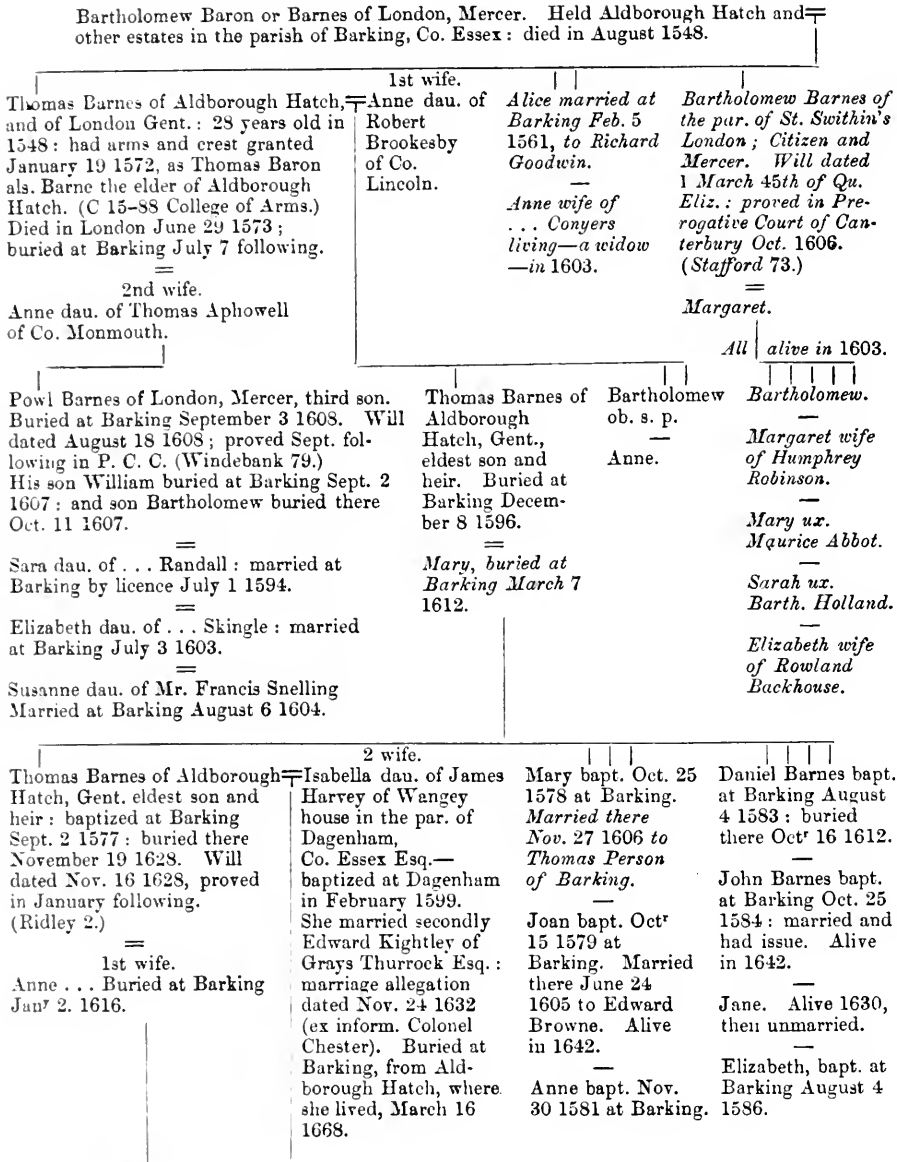 Bartholomew Baron or Barnes of London, Mercer. Held Aldborough Hatch and
other estates in the parish of Barking, Co. Essex: died in August 1548.
Thomas Barnes of Aldborough Hatch,
and of London Gent.: 28 years old in
1548: had arms and crest granted
January 19 1572, as Thomas Baron
als. Barne the elder of Aldborough
Hatch. (C 15-88 College of Arms.)
Died in London June 29 1573;
buried at Barking July 7 following.
=
2nd wife.
Anne dau. of Thomas Aphowell
of Co. Monmouth.
1st wife.
Anne dau. of
Robert
Brookesby
of Co.
Lincoln.
Alice married at
Barking Feb. 5
1561, to Richard
Goodwin.
—
Anne wife of
. . . Conyers
living—a widow
—in 1603.
Bartholomew Barnes of
the par. of St. Swithin's
London; Citizen and
Mercer. Will dated
1 March 45th of Qu.
Eliz.: proved in Pre-
rogative Court of Can-
terbury Oct. 1606.
(Stafford 73.)
=
Margaret.
All alive in 1603.
Powl Barnes of London, Mercer, third son.
Buried at Barking September 3 1608. Will
dated August 18 1608; proved Sept. fol-
lowing in P. C. C. (Windebank 79.)
His son William buried at Barking Sept. 2
1607: and son Bartholomew buried there
Oct. 11 1607.
=
Sara dau. of . . . Randall: married at
Barking by licence July 1 1594.
=
Elizabeth dau. of . . . Skingle: married
at Barking July 3 1603.
=
Susanne dau. of Mr. Francis Snelling
Married at Barking August 6 1604.
Thomas Barnes of
Aldborough
Hatch, Gent.,
eldest son and
heir. Buried at
Barking Decem-
ber 8 1596.
=
Mary, buried at
Barking March 7
1612.
Bartholomew
ob. s. p.
—
Anne.
Bartholomew.
—
Margaret wife
of Humphrey
Robinson.
—
Mary ux.
Maurice Abbot.
—
Sarah ux.
Barth. Holland.
—
Elizabeth wife
of Rowland
Backhouse.
Thomas Barnes of Aldborough
Hatch, Gent. eldest son and
heir: baptized at Barking
Sept. 2 1577: buried there
November 19 1628. Will
dated Nov. 16 1628, proved
in January following.
(Ridley 2.)
=
1st wife.
Anne . . . Buried at Barking
Janʸ 2. 1616.
2 wife.
Isabella dau. of James
Harvey of Wangey
house in the par. of
Dagenham,
Co. Essex Esq.—
baptized at Dagenham
in February 1599.
She married secondly
Edward Kightley of
Grays Thurrock Esq.:
marriage allegation
dated Nov. 24 1632
(ex inform. Colonel
Chester). Buried at
Barking, from Ald-
borough Hatch, where
she lived, March 16
1668.
Mary bapt. Oct. 25
1578 at Barking.
Married there
Nov. 27 1606 to
Thomas Person
of Barking.
—
Joan bapt. Octʳ
15 1579 at
Barking. Married
there June 24
1605 to Edward
Browne. Alive
in 1642.
—
Anne bapt. Nov.
30 1581 at Barking.
Daniel Barnes bapt.
at Barking August
4 1583: buried
there Octʳ 16 1612.
—
John Barnes bapt.
at Barking Oct. 25
1584: married and
had issue. Alive
in 1642.
—
Jane. Alive 1630,
then unmarried.
—
Elizabeth, bapt. at
Barking August 4
1586.